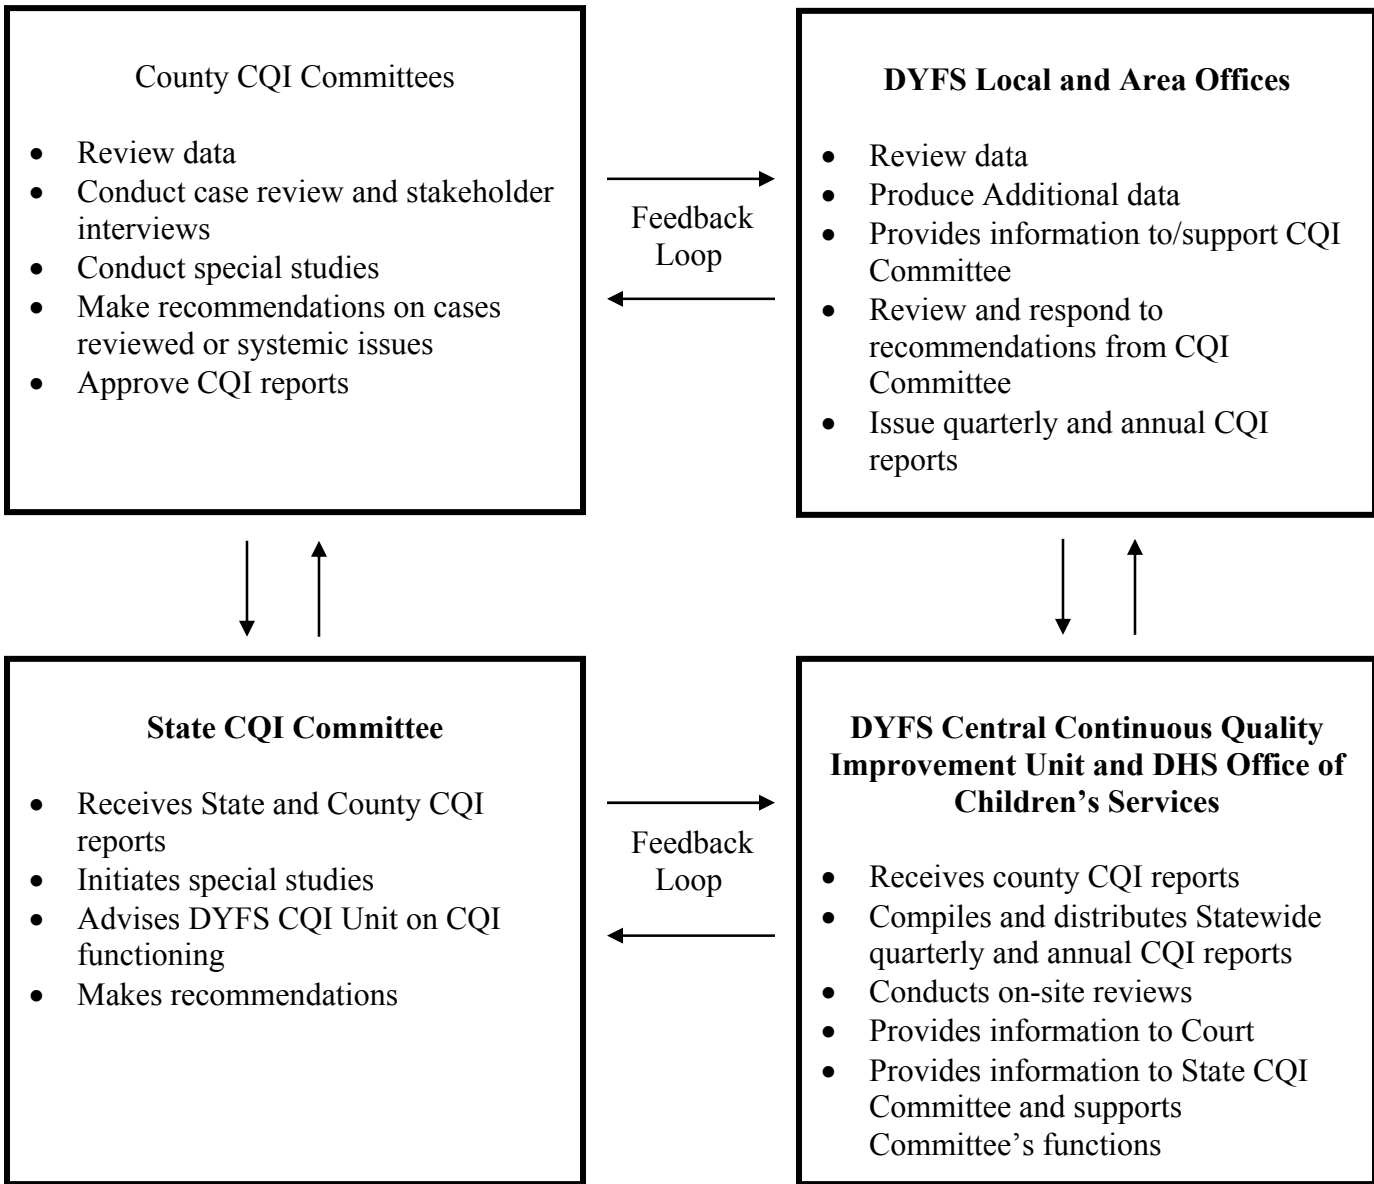 County CQI Committees
• Review data
• Conduct case review and stakeholder
interviews
• Conduct special studies
• Make recommendations on cases
reviewed or systemic issues
• Approve CQI reports
Feedback
Loop
DYFS Local and Area Offices
• Review data
• Produce Additional data
• Provides information to/support CQI
Committee
• Review and respond to
recommendations from CQI
Committee
• Issue quarterly and annual CQI
reports
State CQI Committee
• Receives State and County CQI
reports
• Initiates special studies
• Advises DYFS CQI Unit on CQI
functioning
• Makes recommendations
Feedback
Loop
DYFS Central Continuous Quality
Improvement Unit and DHS Office of
Children’s Services
• Receives county CQI reports
• Compiles and distributes Statewide
quarterly and annual CQI reports
• Conducts on-site reviews
• Provides information to Court
• Provides information to State CQI
Committee and supports
Committee’s functions